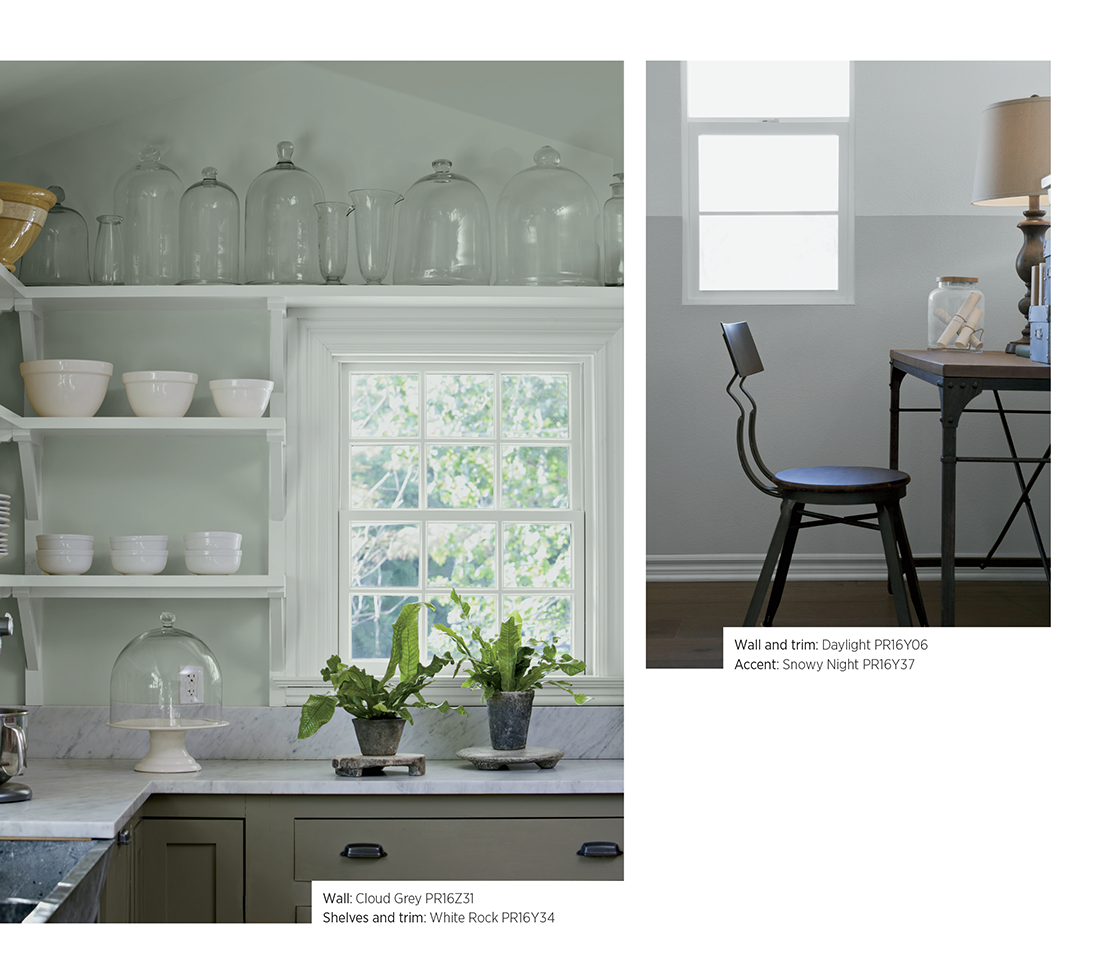 Wall: Cloud Grey PR16Z31
Shelves and trim: White Rock PR16Y34
Wall and trim: Daylight PR16Y06
Accent: Snowy Night PR16Y37